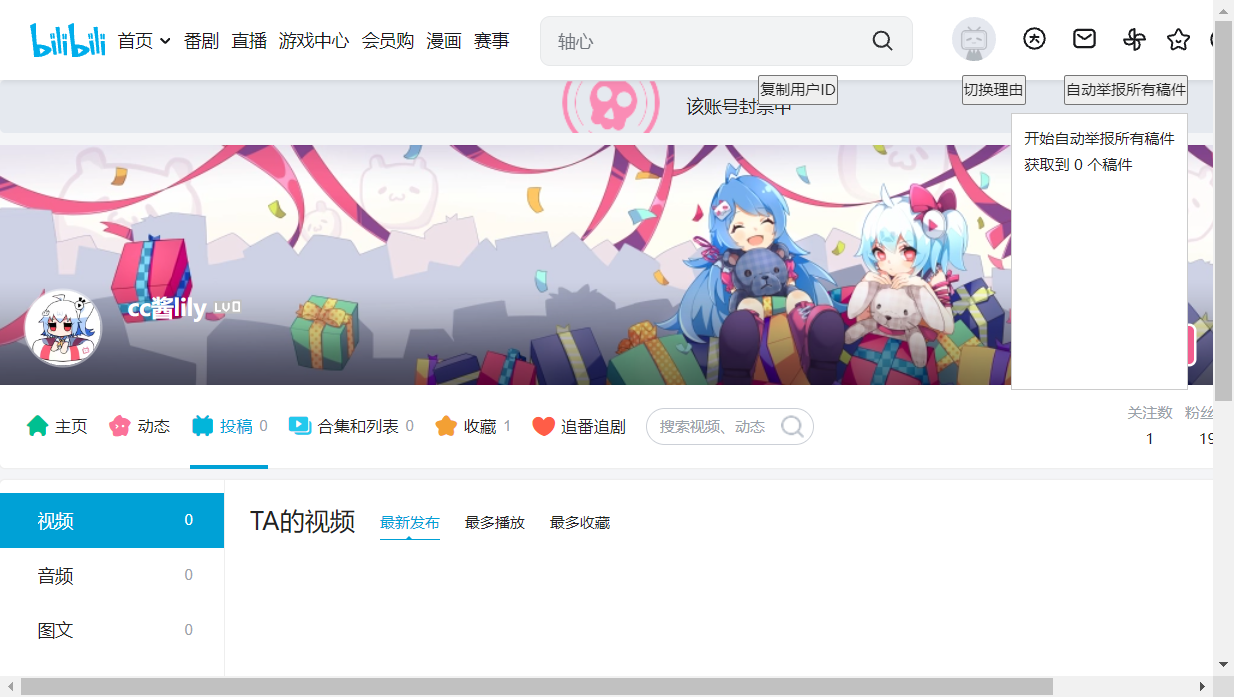 bilibili 首页 番剧 直播 游戏中心 会员购 漫画 赛事 轴心
复制用户ID 切换理由 自动举报所有稿件
该账号封禁中
开始自动举报所有稿件
获取到 0 个稿件
cc酱lily LV0
主页 动态 投稿 0 合集和列表 0 收藏 1 追番追剧 搜索视频、动态
关注数 粉丝
1 19
视频 0
TA的视频 最新发布 最多播放 最多收藏
音频 0
图文 0